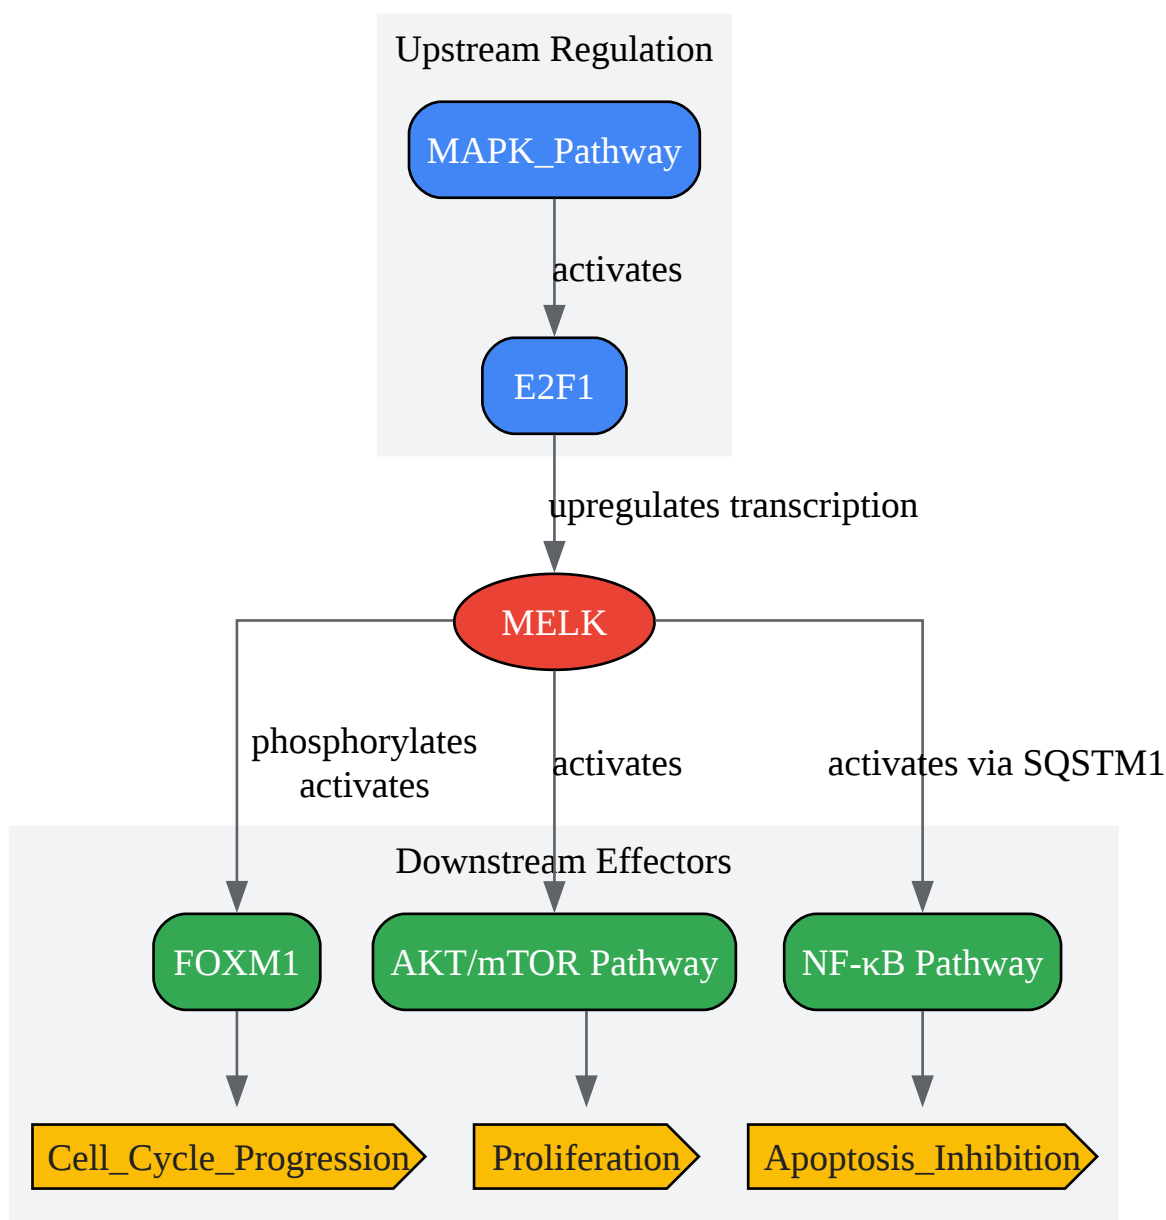 Upstream Regulation
MAPK_Pathway
activates
E2F1
upregulates transcription
MELK
phosphorylates
activates
activates
activates via SQSTM1
Downstream Effectors
FOXM1
AKT/mTOR Pathway
NF-κB Pathway
Cell_Cycle_Progression
Proliferation
Apoptosis_Inhibition